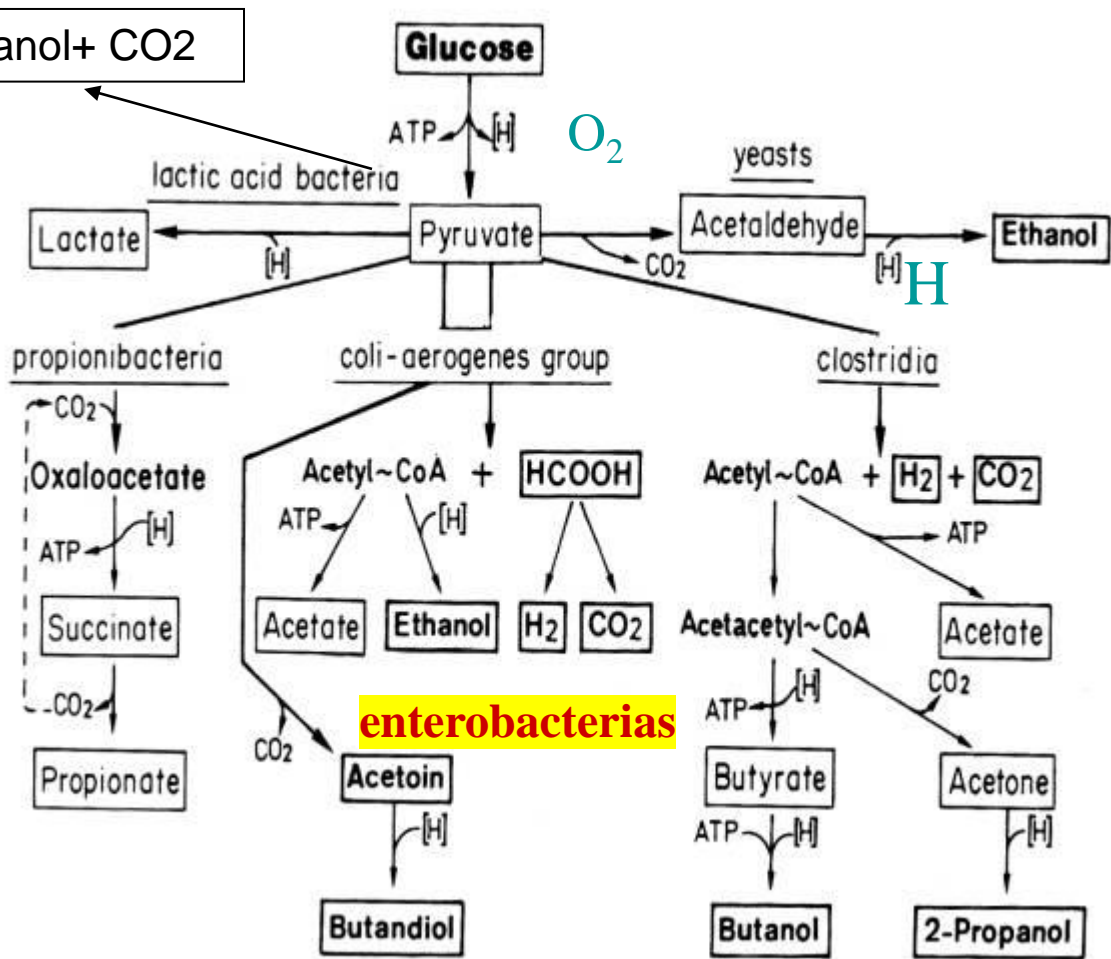 anol+ CO2
Glucose
ATP [H]
O2
yeasts
lactic acid bacteria
Lactate
[H]
Pyruvate
CO2
Acetaldehyde
[H]
H
Ethanol
propionibacteria
CO2
Oxaloacetate
ATP [H]
Succinate
CO2
Propionate
coli-aerogenes group
Acetyl~CoA + HCOOH
ATP [H]
Acetate Ethanol H2 CO2
enterobacterias
CO2
Acetoin
[H]
Butandiol
clostridia
Acetyl~CoA + H2 + CO2
ATP
Acetacetyl~CoA
Acetate
ATP [H]
CO2
Butyrate
Acetone
ATP [H]
[H]
Butanol
2-Propanol